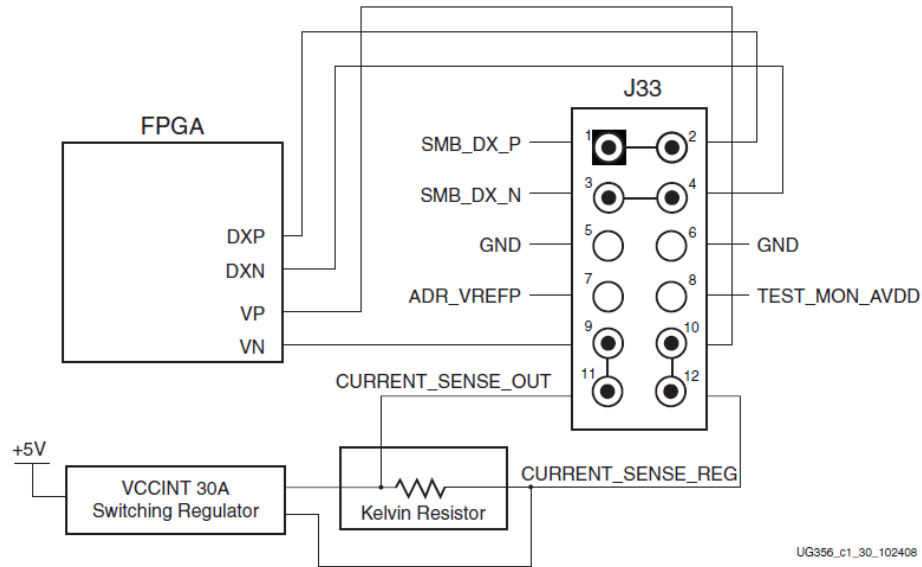 J33
FPGA
1
2
SMB_DX_P
3
4
SMB_DX_N
DXP
5
6
GND
GND
DXN
7
8
ADR_VREFP
TEST_MON_AVDD
VP
9
10
VN
11
12
CURRENT_SENSE_OUT
+5V
CURRENT_SENSE_REG
VCCINT 30A
Switching Regulator
Kelvin Resistor
UG356_c1_30_102408